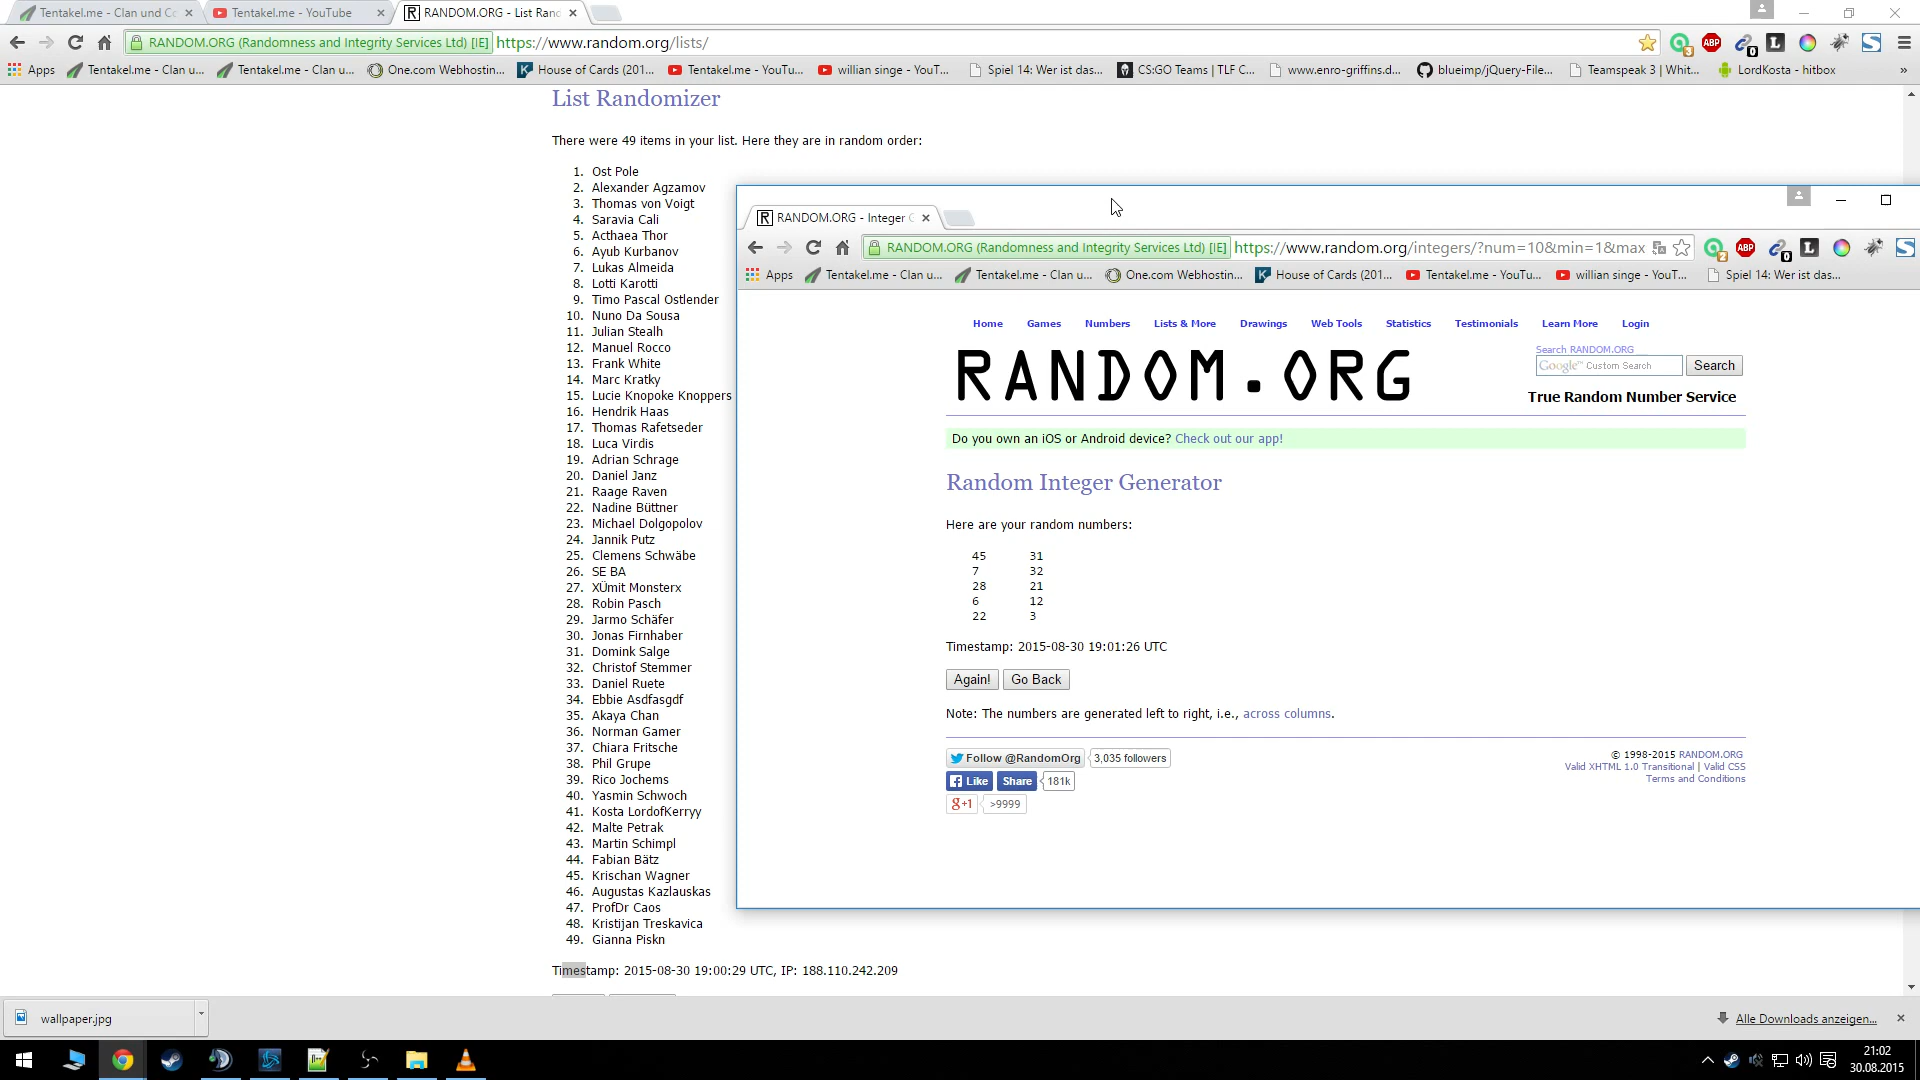 Tentakel.me - Clan und Co
Tentakel.me - YouTube
RANDOM.ORG - List Rand
RANDOM.ORG (Randomness and Integrity Services Ltd) [IE] https://www.random.org/lists/
Apps
Tentakel.me - Clan u...
Tentakel.me - Clan u...
One.com Webhostin...
House of Cards (201...
Tentakel.me - YouTu...
willian singe - YouT...
Spiel 14: Wer ist das...
CS:GO Teams | TLF C...
www.enro-griffins.d...
blueimp/jQuery-File...
Teamspeak 3 | Whit...
LordKosta - hitbox
»
List Randomizer
There were 49 items in your list. Here they are in random order:
1. Ost Pole
2. Alexander Agzamov
3. Thomas von Voigt
4. Saravia Cali
5. Acthaea Thor
6. Ayub Kurbanov
7. Lukas Almeida
8. Lotti Karotti
9. Timo Pascal Ostlender
10. Nuno Da Sousa
11. Julian Stealh
12. Manuel Rocco
13. Frank White
14. Marc Kratky
15. Lucie Knopoke Knoppers
16. Hendrik Haas
17. Thomas Rafetseder
18. Luca Virdis
19. Adrian Schrage
20. Daniel Janz
21. Raage Raven
22. Nadine Büttner
23. Michael Dolgopolov
24. Jannik Putz
25. Clemens Schwäbe
26. SE BA
27. XÜmit Monsterx
28. Robin Pasch
29. Jarmo Schäfer
30. Jonas Firnhaber
31. Domink Salge
32. Christof Stemmer
33. Daniel Ruete
34. Ebbie Asdfasgdf
35. Akaya Chan
36. Norman Gamer
37. Chiara Fritsche
38. Phil Grupe
39. Rico Jochems
40. Yasmin Schwoch
41. Kosta LordofKerryy
42. Malte Petrak
43. Martin Schimpl
44. Fabian Bätz
45. Krischan Wagner
46. Augustas Kazlauskas
47. ProfDr Caos
48. Kristijan Treskavica
49. Gianna Piskn
Timestamp: 2015-08-30 19:00:29 UTC, IP: 188.110.242.209
RANDOM.ORG - Integer G
RANDOM.ORG (Randomness and Integrity Services Ltd) [IE] https://www.random.org/integers/?num=10&min=1&max
Apps
Tentakel.me - Clan u...
Tentakel.me - Clan u...
One.com Webhostin...
House of Cards (201...
Tentakel.me - YouTu...
willian singe - YouT...
Spiel 14: Wer ist das...
Home Games Numbers Lists & More Drawings Web Tools Statistics Testimonials Learn More Login
RANDOM.ORG
Search RANDOM.ORG
Google™ Custom Search
Search
True Random Number Service
Do you own an iOS or Android device? Check out our app!
Random Integer Generator
Here are your random numbers:
45 31
7 32
28 21
6 12
22 3
Timestamp: 2015-08-30 19:01:26 UTC
Again! Go Back
Note: The numbers are generated left to right, i.e., across columns.
Follow @RandomOrg 3,035 followers
Like Share 181k
g+1 >9999
© 1998-2015 RANDOM.ORG
Valid XHTML 1.0 Transitional | Valid CSS
Terms and Conditions
wallpaper.jpg
Alle Downloads anzeigen...
21:02
30.08.2015